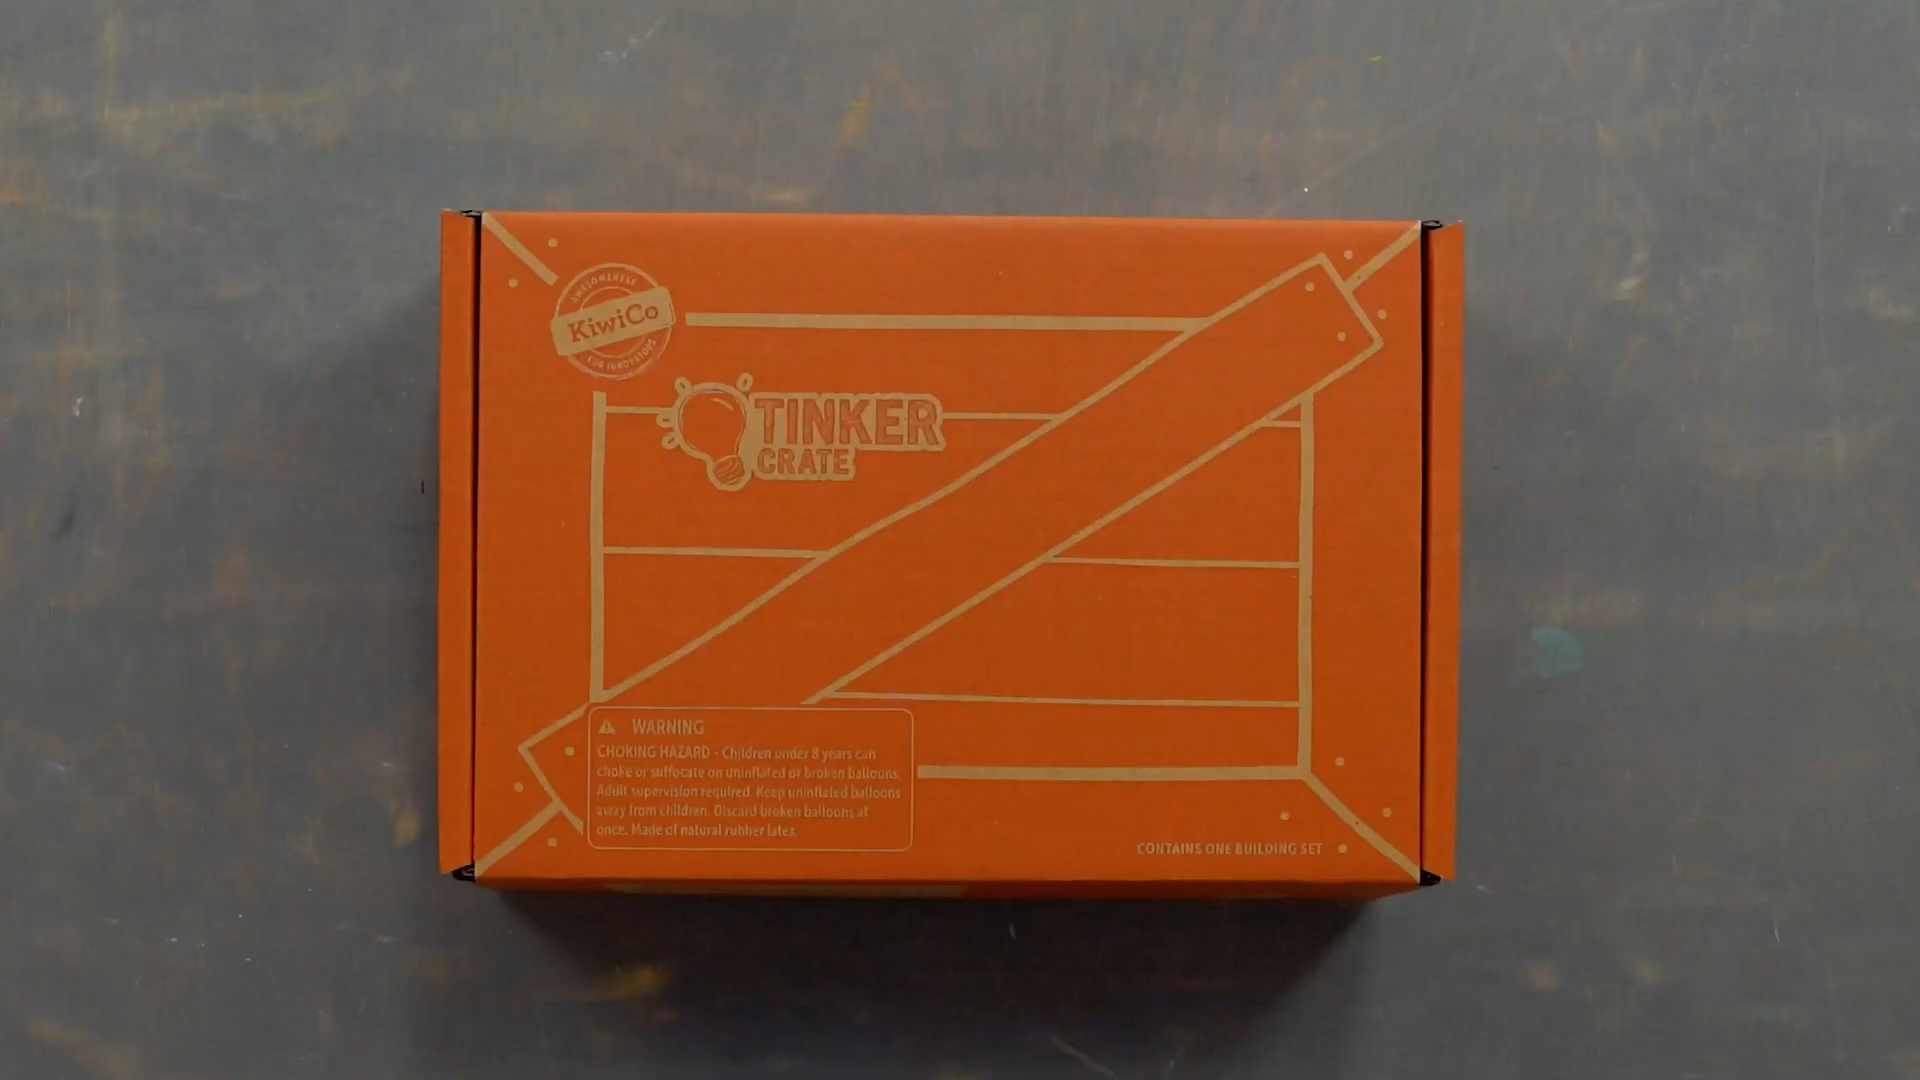 AWESOMENESS
KiwiCo
FOR INNOVATORS
TINKER
CRATE
WARNING
CHOKING HAZARD - Children under 8 years can
choke or suffocate on uninflated or broken balloons.
Adult supervision required. Keep uninflated balloons
away from children. Discard broken balloons at
once. Made of natural rubber latex.
CONTAINS ONE BUILDING SET